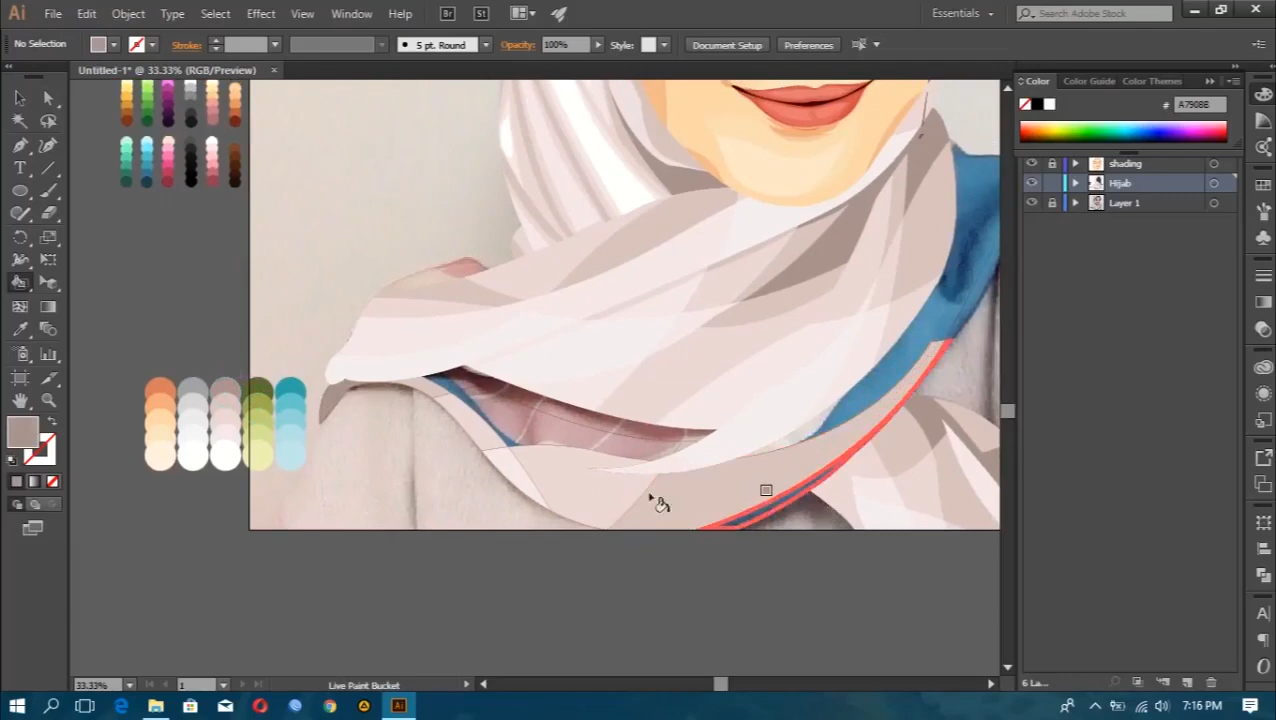 Ai File Edit Object Type Select Effect View Window Help Br St Essentials Search Adobe Stock
No Selection Stroke: 5 pt. Round Opacity: 100% Style: Document Setup Preferences
Untitled-1* @ 33.33% (RGB/Preview)
Color Color Guide Color Themes
# A7908B
shading
Hijab
Layer 1
33.33% 1 Live Paint Bucket 6 La...
7:16 PM